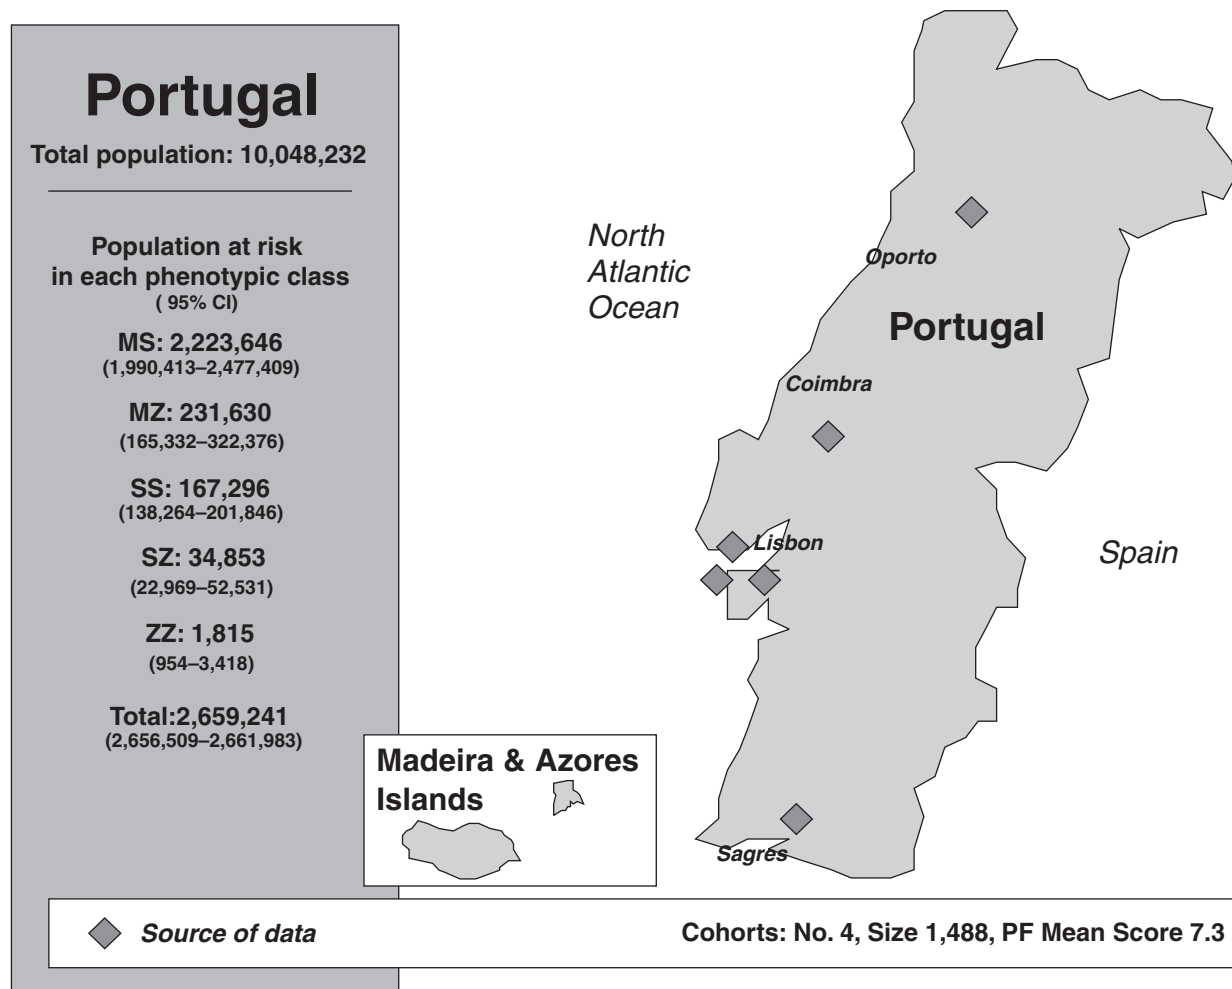 Portugal
Total population: 10,048,232
Population at risk
in each phenotypic class
( 95% CI)
MS: 2,223,646
(1,990,413–2,477,409)
MZ: 231,630
(165,332–322,376)
SS: 167,296
(138,264–201,846)
SZ: 34,853
(22,969–52,531)
ZZ: 1,815
(954–3,418)
Total:2,659,241
(2,656,509–2,661,983)
North
Atlantic
Ocean
Oporto
Portugal
Coimbra
Lisbon
Spain
Sagres
Madeira & Azores
Islands
Source of data
Cohorts: No. 4, Size 1,488, PF Mean Score 7.3